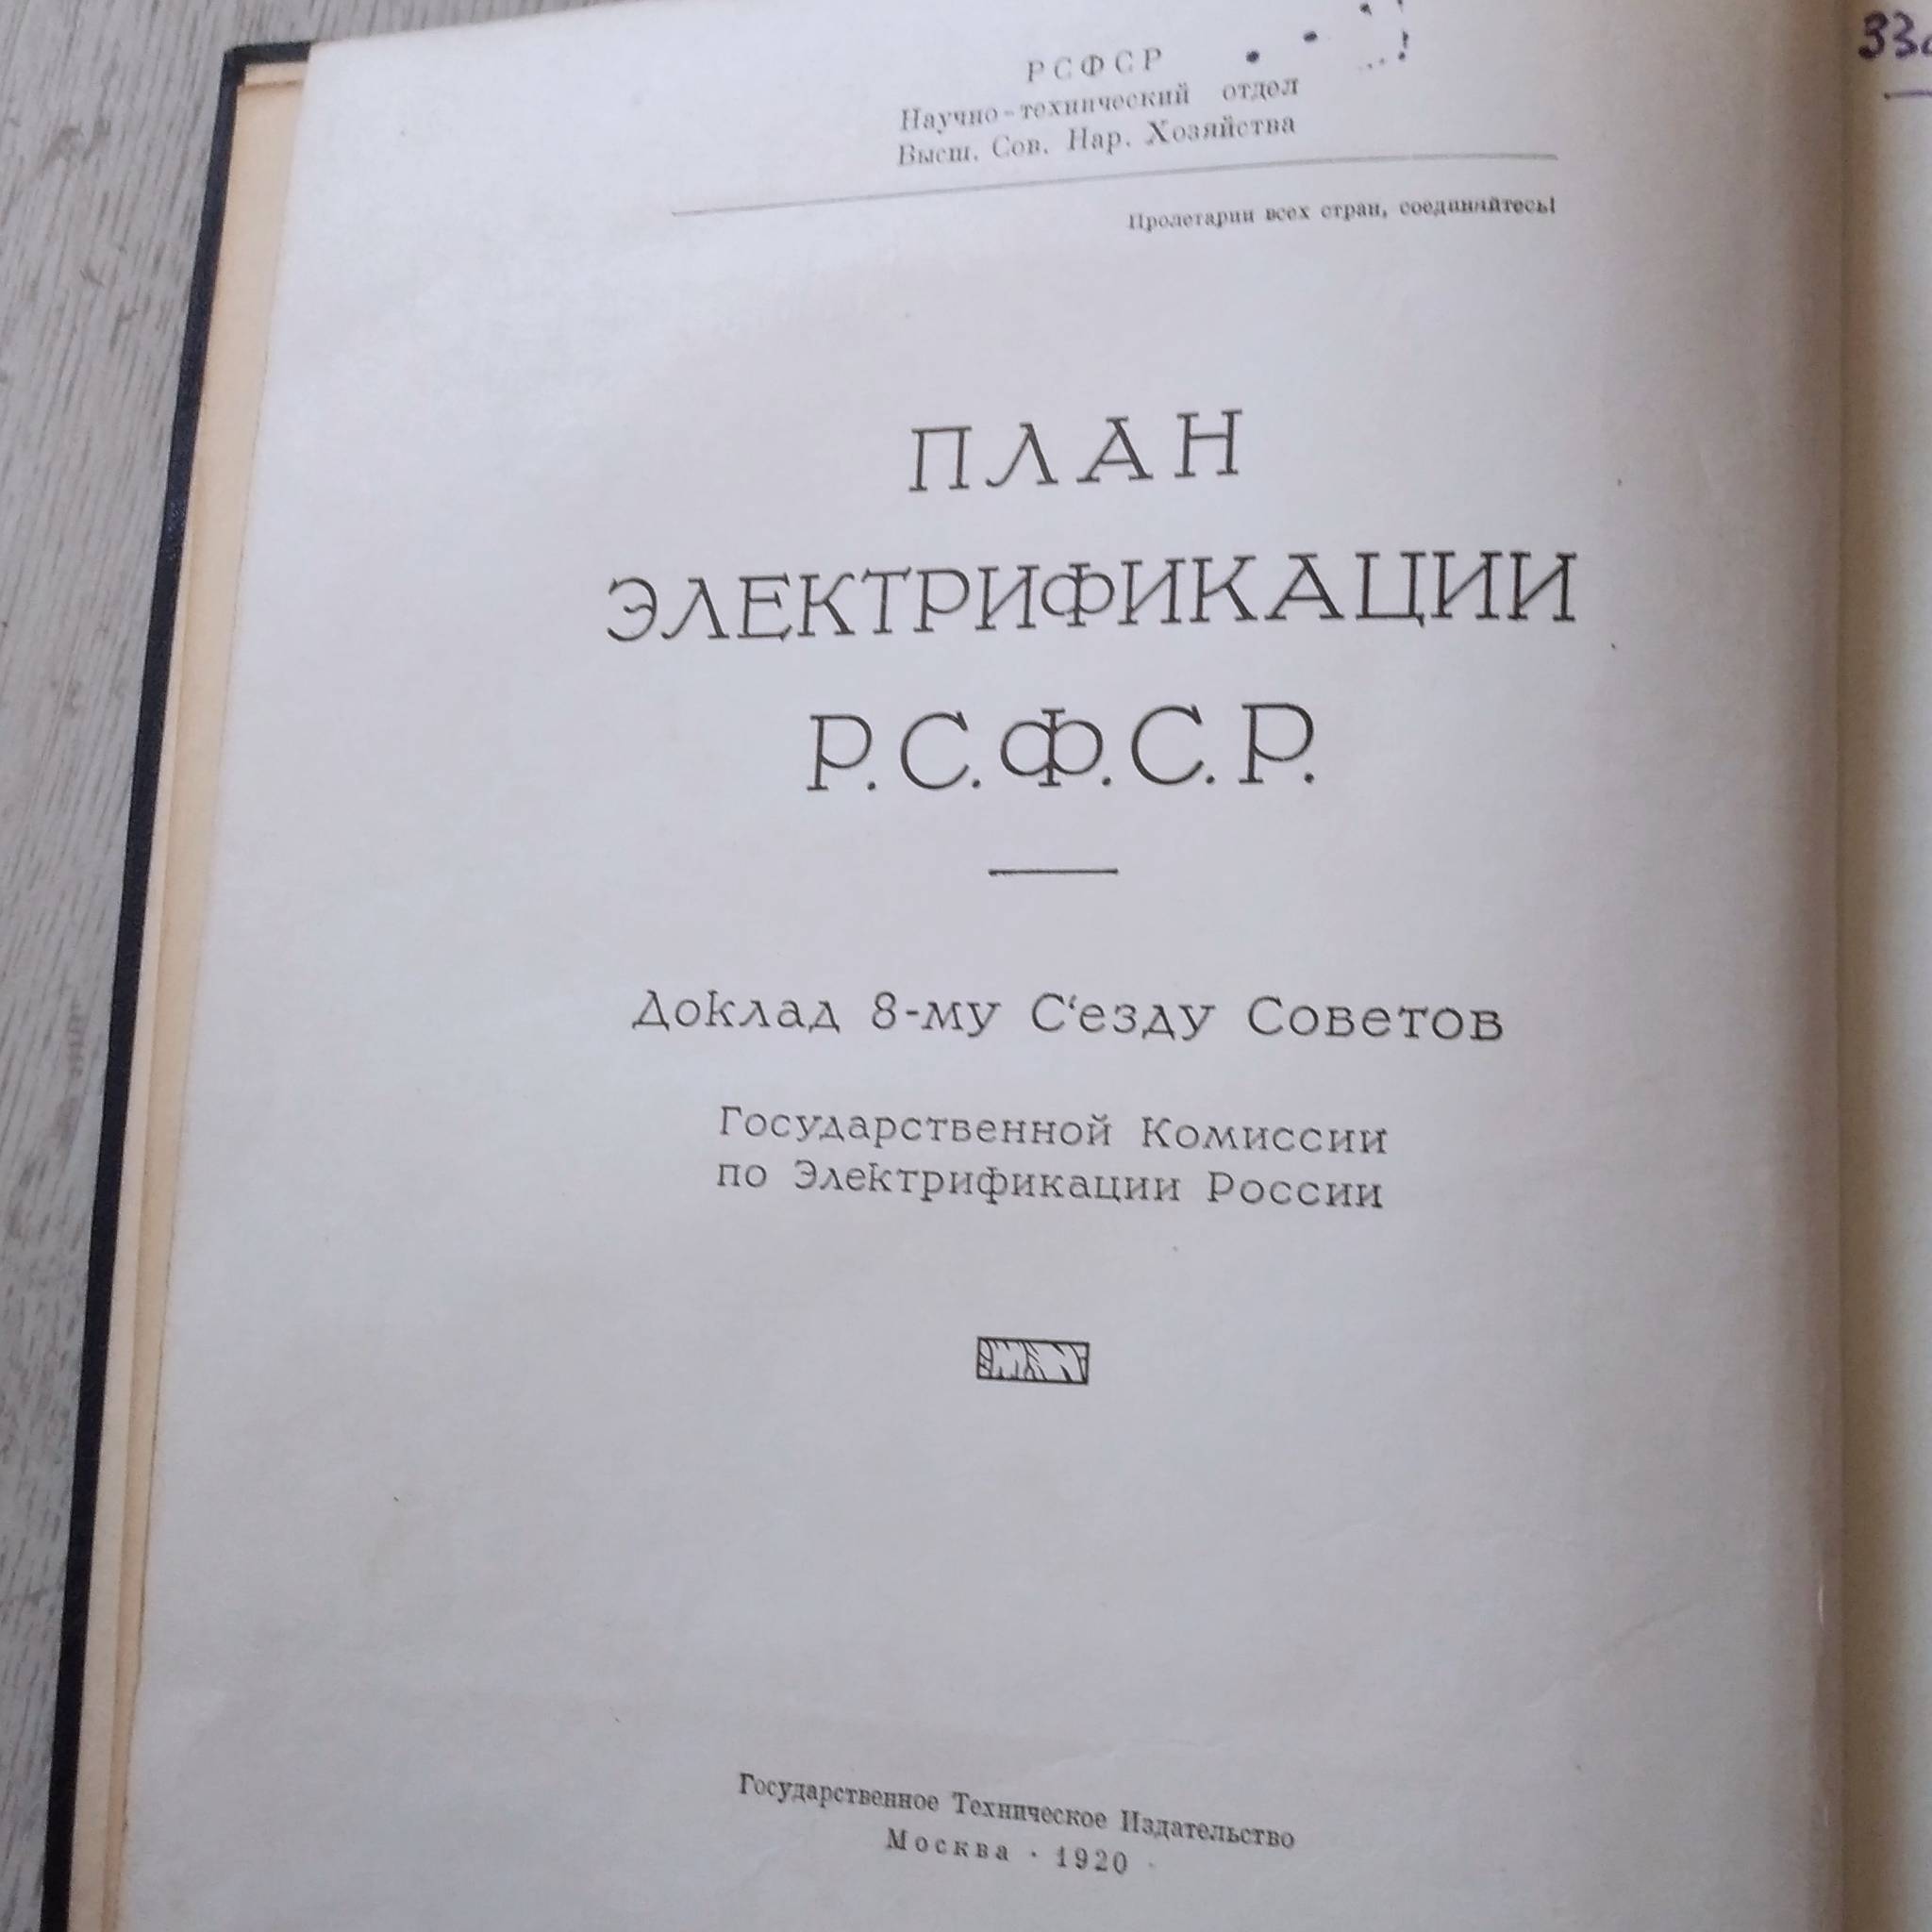 РСФСР
Научно-технический отдел
Высш. Сов. Нар. Хозяйства
Пролетарии всех стран, соединяйтесь!
ПЛАН
ЭЛЕКТРИФИКАЦИИ
Р.С.Ф.С.Р.
Доклад 8-му С‘езду Советов
Государственной Комиссии
по Электрификации России
Государственное Техническое Издательство
Москва · 1920